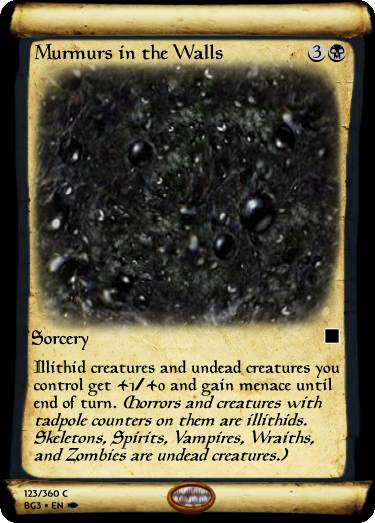 Murmurs in the Walls 3
Sorcery
Illithid creatures and undead creatures you
control get +1/+0 and gain menace until
end of turn. (horrors and creatures with
tadpole counters on them are illithids.
Skeletons, Spirits, Vampires, Wraiths,
and Zombies are undead creatures.)
123/360 C
BG3 • EN